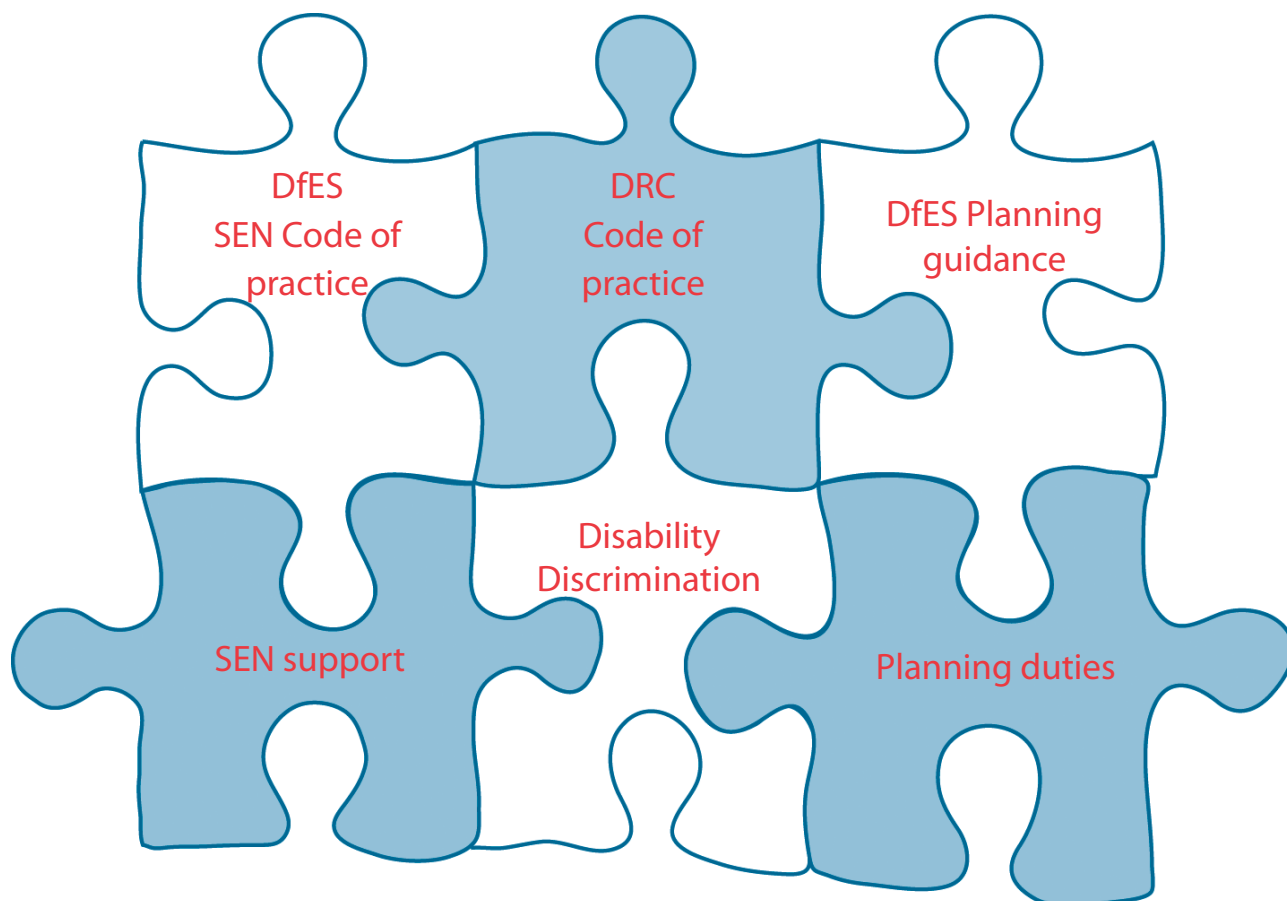 DfES
SEN Code of
practice
DRC
Code of
practice
DfES Planning
guidance
SEN support
Disability
Discrimination
Planning duties